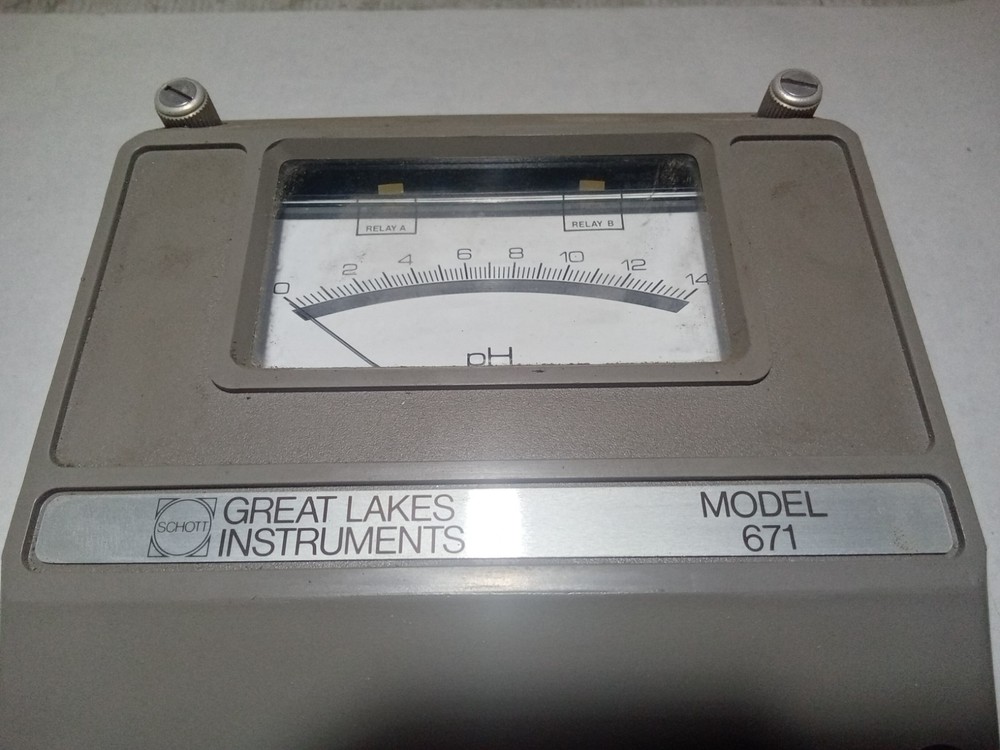 RELAY A
RELAY B
0 2 4 6 8 10 12 14
pH
SCHOTT
GREAT LAKES
INSTRUMENTS
MODEL
671